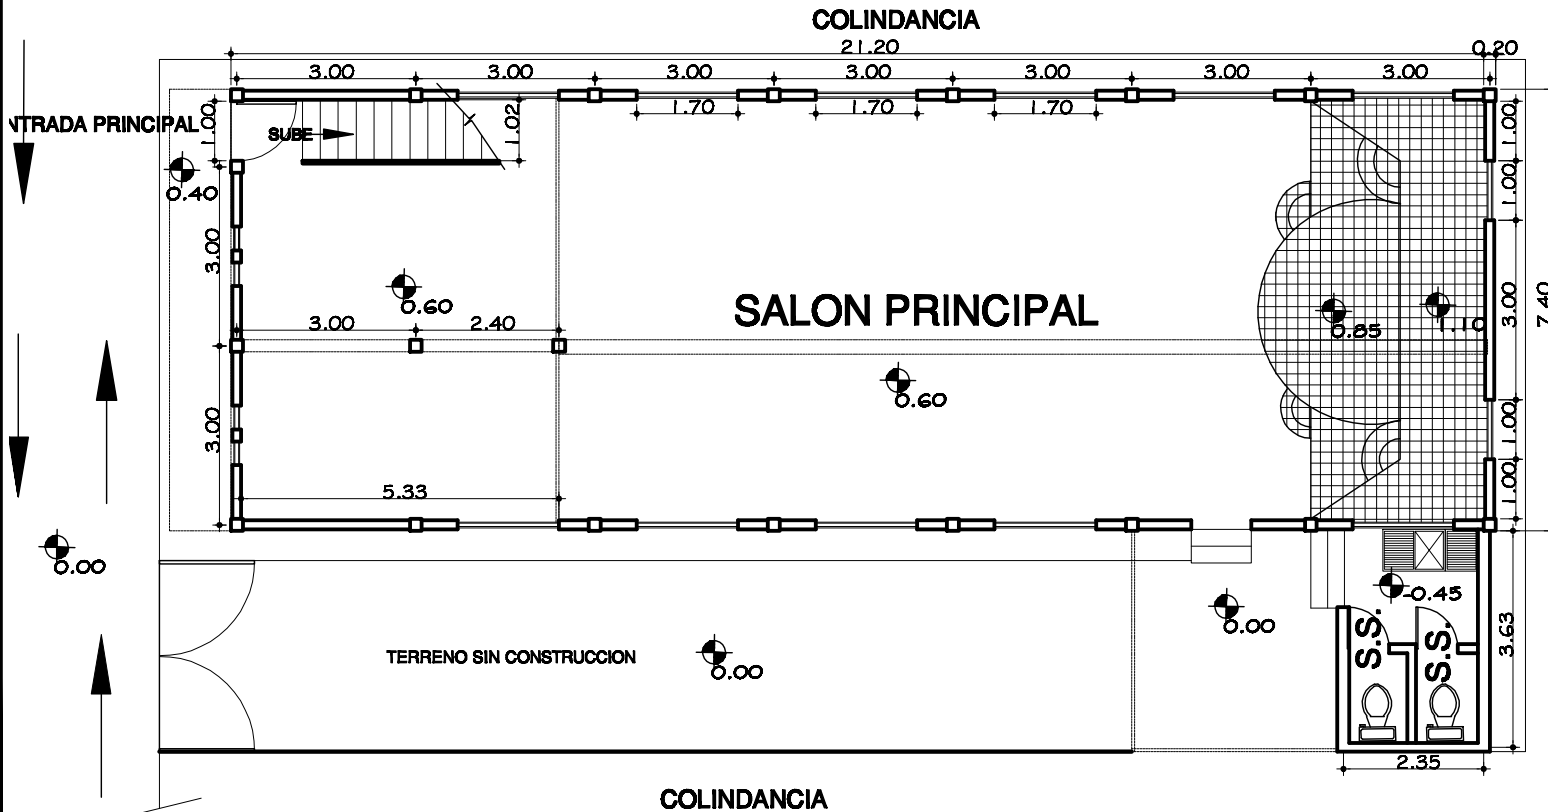 COLINDANCIA
21.20
0.20
3.00 3.00 3.00 3.00 3.00 3.00 3.00
1.70 1.70 1.70
NTRADA PRINCIPAL
1.00
SUBE
1.02
1.00
0.40
1.00
3.00
0.60
SALON PRINCIPAL
3.00
7.40
3.00 2.40
0.85
1.10
0.60
3.00
1.00
5.33
1.00
0.00
-0.45
0.00
TERRENO SIN CONSTRUCCION
0.00
S.S.
S.S.
3.63
2.35
COLINDANCIA